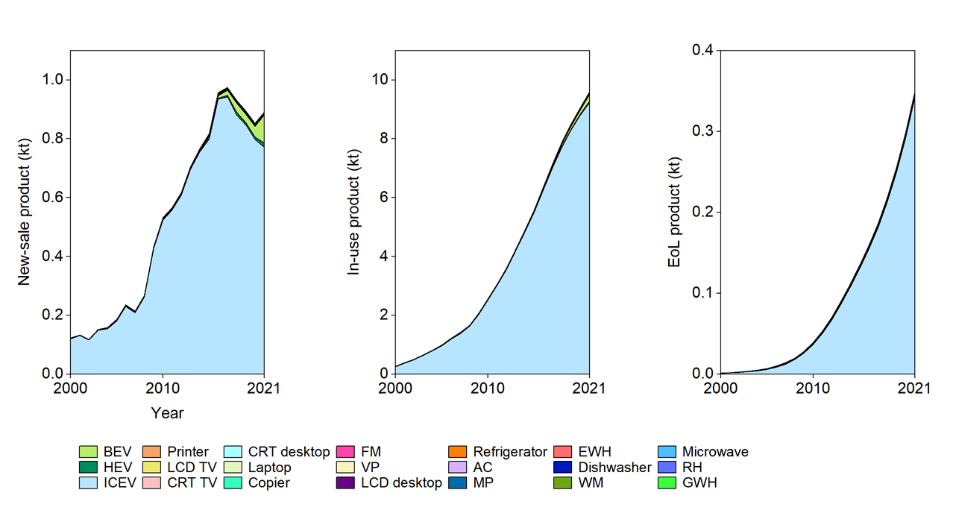 New-sale product (kt)
1.0
0.8
0.6
0.4
0.2
0.0
2000 2010 2021
Year
In-use product (kt)
10
8
6
4
2
0
2000 2010 2021
EoL product (kt)
0.4
0.3
0.2
0.1
0.0
2000 2010 2021
BEV Printer CRT desktop FM Refrigerator EWH Microwave
HEV LCD TV Laptop VP AC Dishwasher RH
ICEV CRT TV Copier LCD desktop MP WM GWH